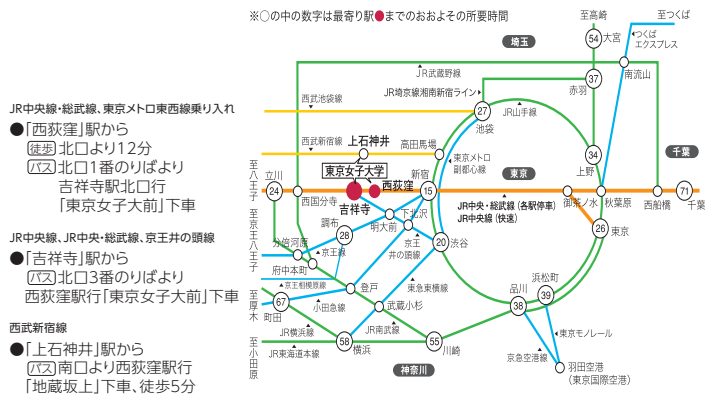 ※○の中の数字は最寄り駅●までのおおよその所要時間
JR中央線・総武線、東京メトロ東西線乗り入れ
●「西荻窪」駅から
徒歩 北口より12分
バス 北口1番のりばより
吉祥寺駅北口行
「東京女子大前」下車
JR中央線、JR中央・総武線、京王井の頭線
●「吉祥寺」駅から
バス 北口3番のりばより
西荻窪駅行「東京女子大前」下車
西武新宿線
●「上石神井」駅から
バス 南口より西荻窪駅行
「地蔵坂上」下車、徒歩5分
至高崎
至つくば
54
大宮
つくば
エクスプレス
埼玉
JR武蔵野線
南流山
37
赤羽
JR埼京線湘南新宿ライン
西武池袋線
27
池袋
JR山手線
西武新宿線
上石神井
高田馬場
34
上野
千葉
東京メトロ
副都心線
東京女子大学
東京
至八王子
立川
24
西国分寺
吉祥寺
西荻窪
新宿
15
JR中央・総武線(各駅停車)
JR中央線(快速)
御茶ノ水
秋葉原
西船橋
71
千葉
至京王八王子
調布
28
明大前
下北沢
26
東京
分倍河原
京王線
京王
井の頭線
20
渋谷
府中本町
京王相模原線
登戸
東急東横線
浜松町
39
品川
38
至厚木
67
町田
小田急線
武蔵小杉
JR横浜線
JR南武線
58
横浜
55
川崎
東京モノレール
京急空港線
至小田原
JR東海道本線
神奈川
羽田空港
(東京国際空港)